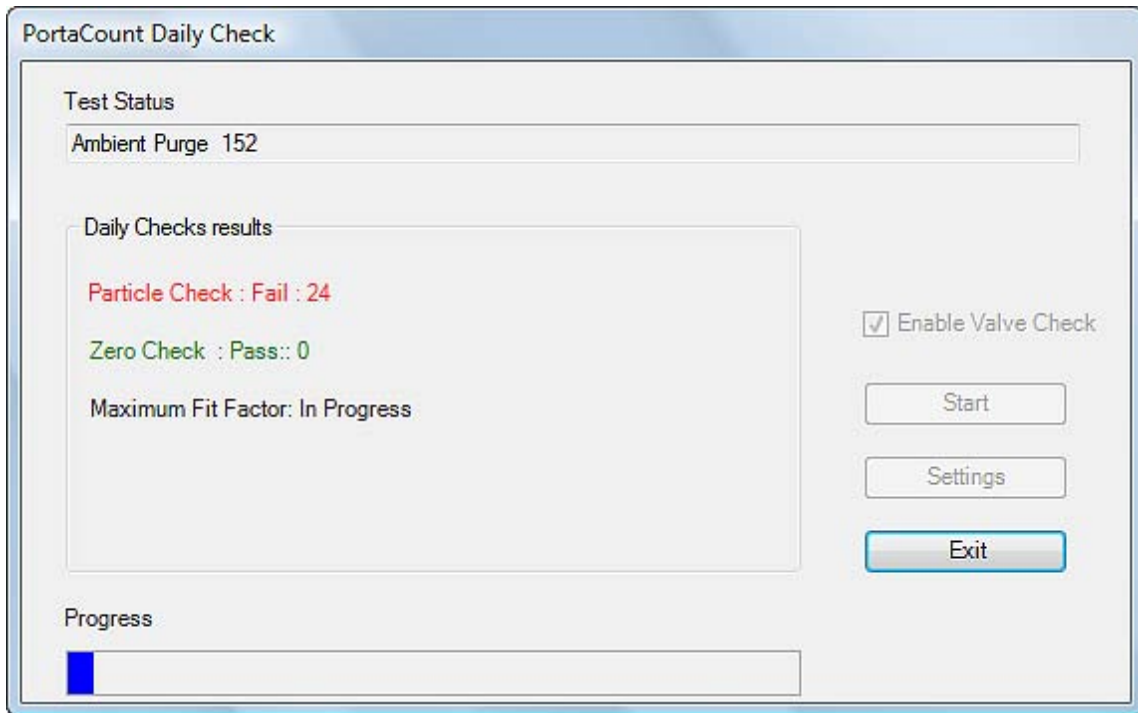 PortaCount Daily Check
Test Status
Ambient Purge  152
Daily Checks results
Particle Check : Fail : 24
Zero Check  : Pass:: 0
Maximum Fit Factor: In Progress
Enable Valve Check
Start
Settings
Exit
Progress